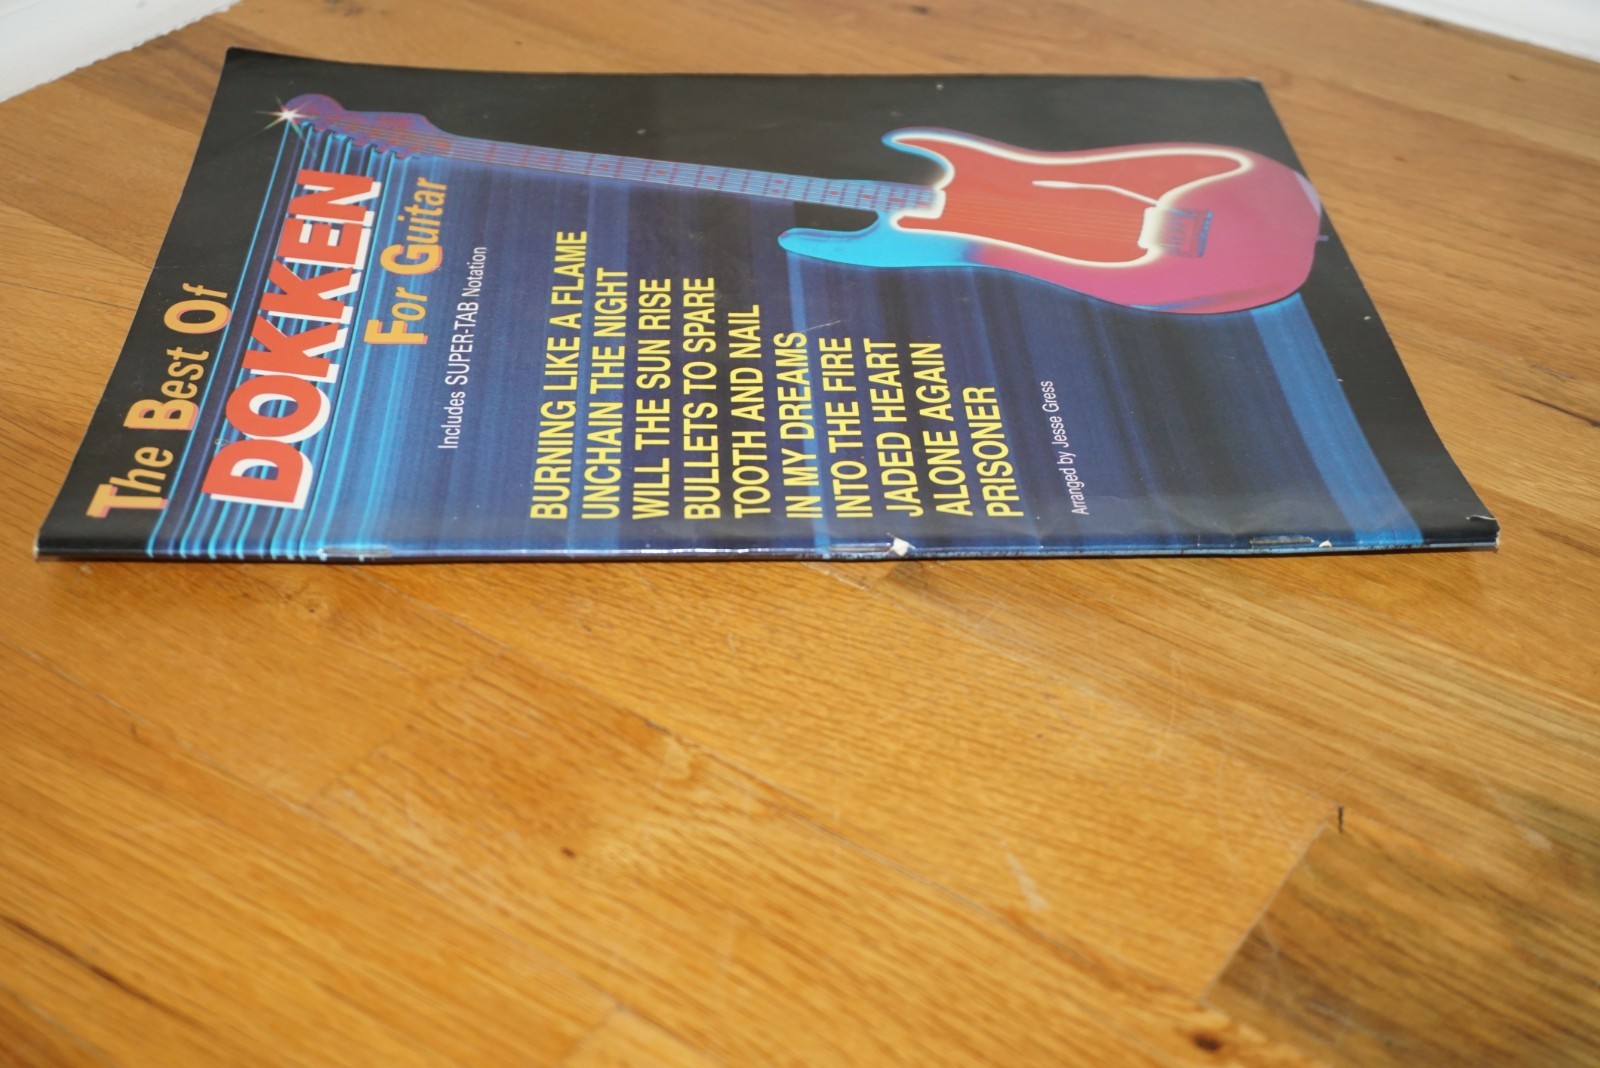 The Best Of
DOKKEN
For Guitar
Includes SUPER-TAB Notation
BURNING LIKE A FLAME
UNCHAIN THE NIGHT
WILL THE SUN RISE
BULLETS TO SPARE
TOOTH AND NAIL
IN MY DREAMS
INTO THE FIRE
JADED HEART
ALONE AGAIN
PRISONER
Arranged by Jesse Gress